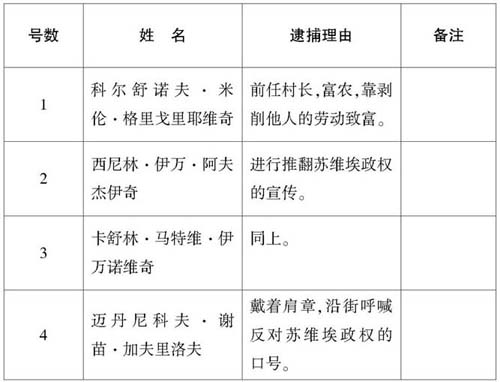 号数 姓名 逮捕理由 备注
1 科尔舒诺夫·米 前任村长,富农,靠剥
伦·格里戈里耶维奇 削他人的劳动致富。
2 西尼林·伊万·阿夫 进行推翻苏维埃政权
杰伊奇 的宣传。
3 卡舒林·马特维·伊 同上。
万诺维奇
4 迈丹尼科夫·谢 戴着肩章,沿街呼喊
苗·加夫里洛夫 反对苏维埃政权的
口号。